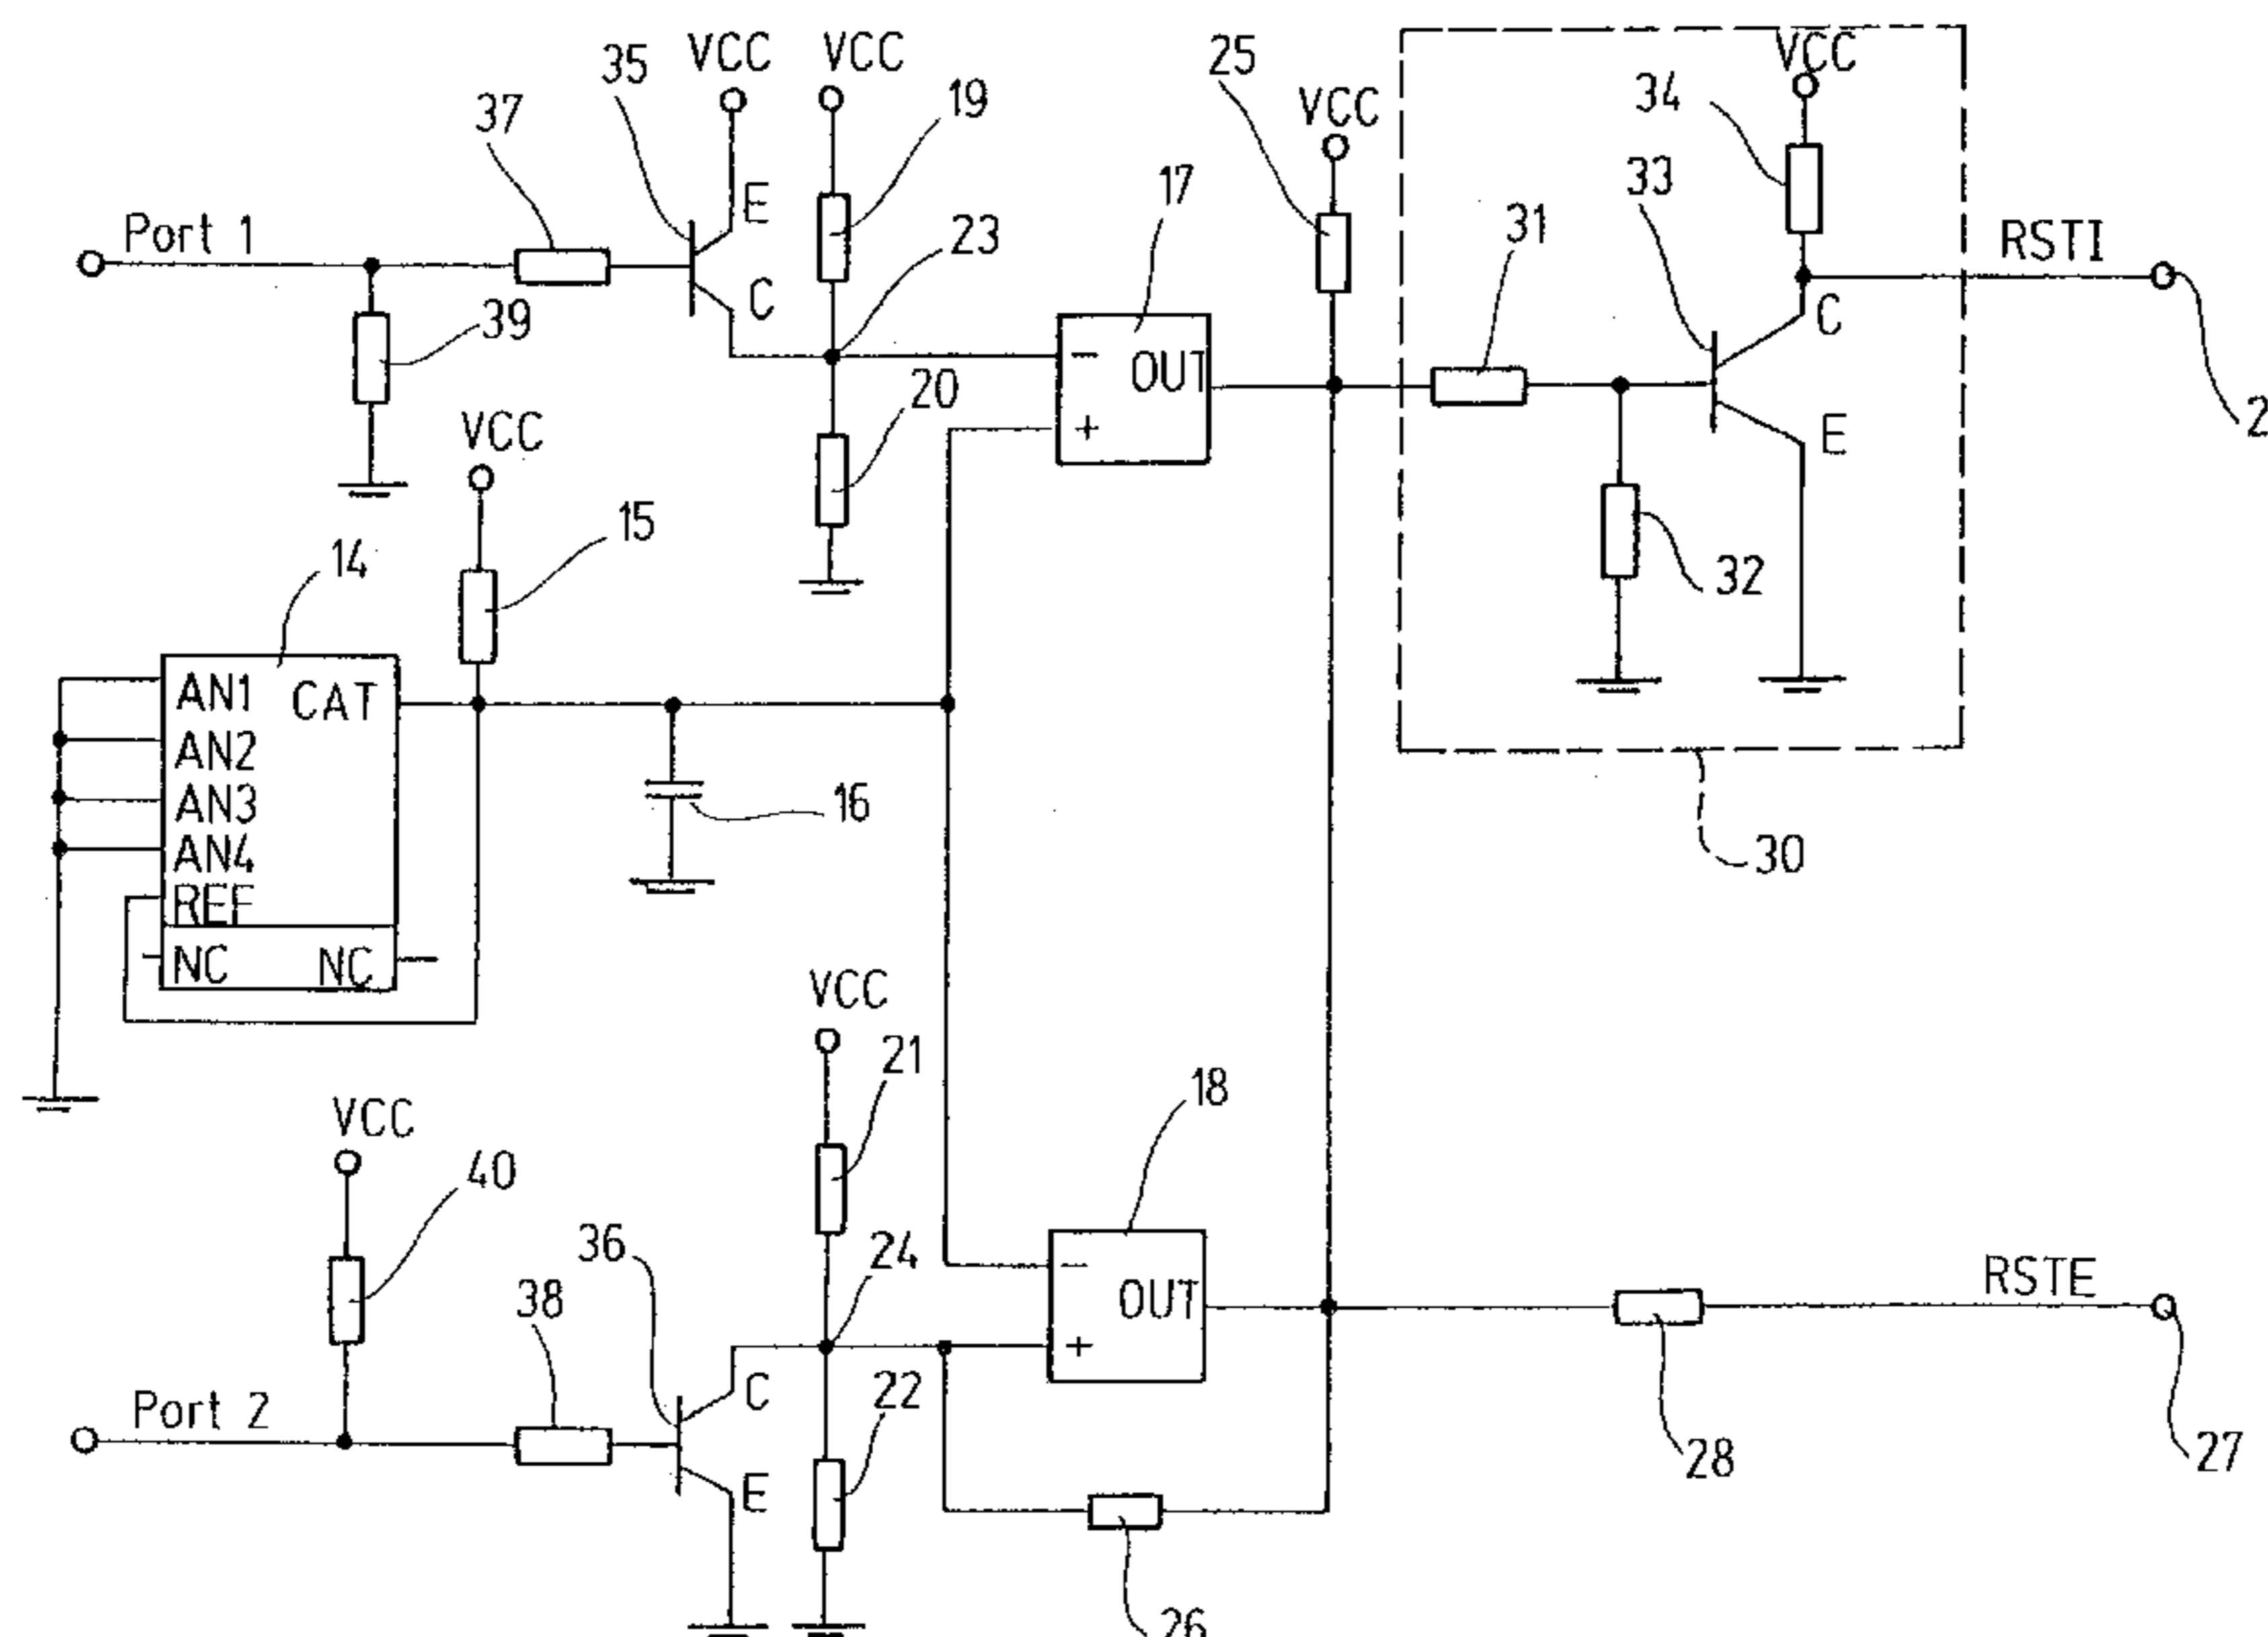 VCC
VCC
35
19
37
E
Port 1
23
C
39
20
VCC
15
14
AN1
CAT
AN2
AN3
AN4
REF
NC
NC
16
17
−
OUT
+
25
VCC
VCC
34
33
31
RSTI
C
2
E
32
30
VCC
21
18
VCC
40
24
−
36
OUT
RSTE
38
+
C
22
Port 2
E
28
27
26